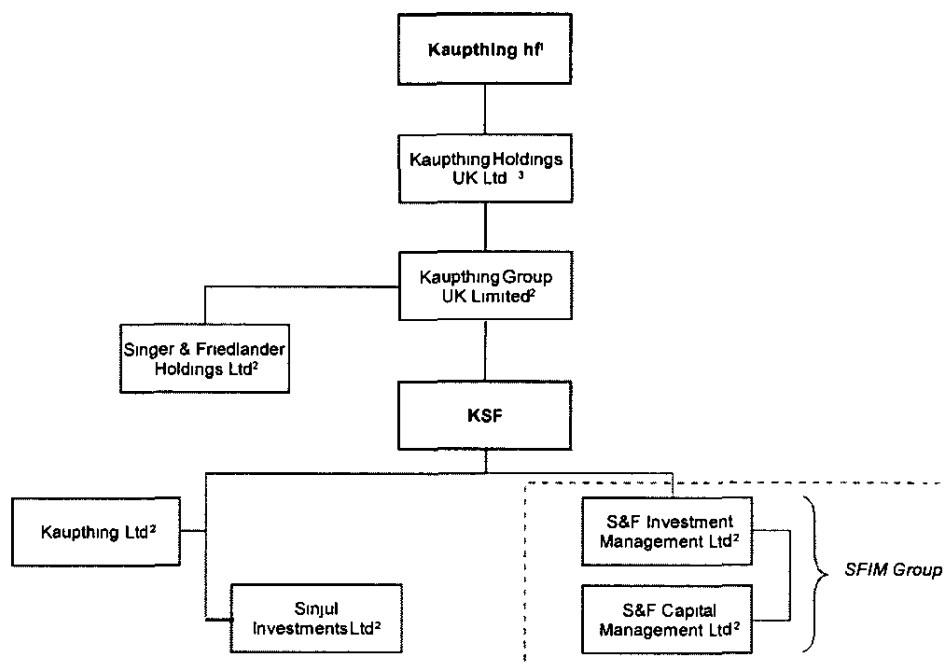 Kaupthing hf¹
Kaupthing Holdings
UK Ltd ³
Kaupthing Group
UK Limited²
Singer & Friedlander
Holdings Ltd²
KSF
Kaupthing Ltd²
S&F Investment
Management Ltd²
SFIM Group
Sinjul
Investments Ltd²
S&F Capital
Management Ltd²